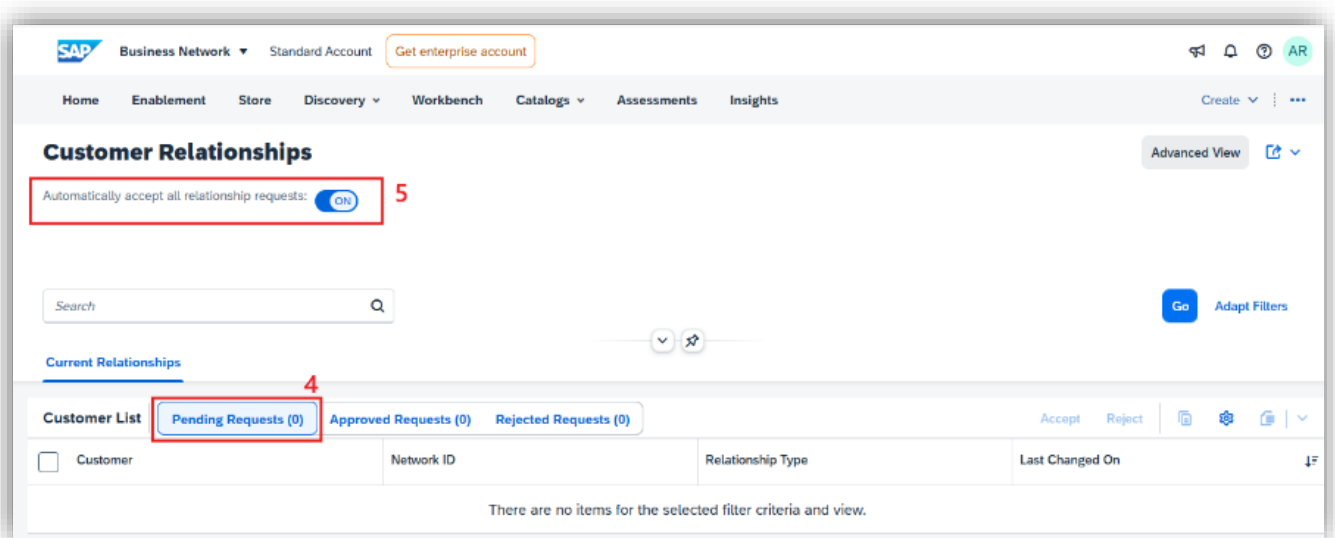 SAP Business Network Standard Account Get enterprise account AR
Home Enablement Store Discovery Workbench Catalogs Assessments Insights Create
Customer Relationships Advanced View
Automatically accept all relationship requests: ON 5
Search Go Adapt Filters
Current Relationships
4
Customer List Pending Requests (0) Approved Requests (0) Rejected Requests (0) Accept Reject
Customer Network ID Relationship Type Last Changed On
There are no items for the selected filter criteria and view.